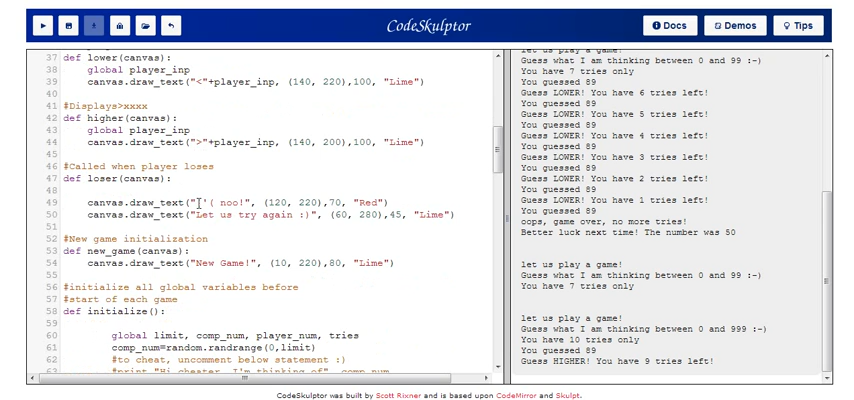 CodeSkulptor
Docs
Demos
Tips
37 def lower(canvas):
38 global player_inp
39 canvas.draw_text("<"+player_inp, (140, 220),100, "Lime")
40
41 #Displays>xxxx
42 def higher(canvas):
43 global player_inp
44 canvas.draw_text(">"+player_inp, (140, 200),100, "Lime")
45
46 #Called when player loses
47 def loser(canvas):
48
49 canvas.draw_text(" '( noo!", (120, 220),70, "Red")
50 canvas.draw_text("Let us try again :)", (60, 280),45, "Lime")
51
52 #New game initialization
53 def new_game(canvas):
54 canvas.draw_text("New Game!", (10, 220),80, "Lime")
55
56 #initialize all global variables before
57 #start of each game
58 def initialize():
59
60 global limit, comp_num, player_num, tries
61 comp_num=random.randrange(0,limit)
62 #to cheat, uncomment below statement :)
63 #print "Hi cheater, I'm thinking of", comp_num
let us play a game!
Guess what I am thinking between 0 and 99 :-)
You have 7 tries only
You guessed 89
Guess LOWER! You have 6 tries left!
You guessed 89
Guess LOWER! You have 5 tries left!
You guessed 89
Guess LOWER! You have 4 tries left!
You guessed 89
Guess LOWER! You have 3 tries left!
You guessed 89
Guess LOWER! You have 2 tries left!
You guessed 89
Guess LOWER! You have 1 tries left!
You guessed 89
oops, game over, no more tries!
Better luck next time! The number was 50
let us play a game!
Guess what I am thinking between 0 and 99 :-)
You have 7 tries only
let us play a game!
Guess what I am thinking between 0 and 999 :-)
You have 10 tries only
You guessed 89
Guess HIGHER! You have 9 tries left!
CodeSkulptor was built by Scott Rixner and is based upon CodeMirror and Skulpt.